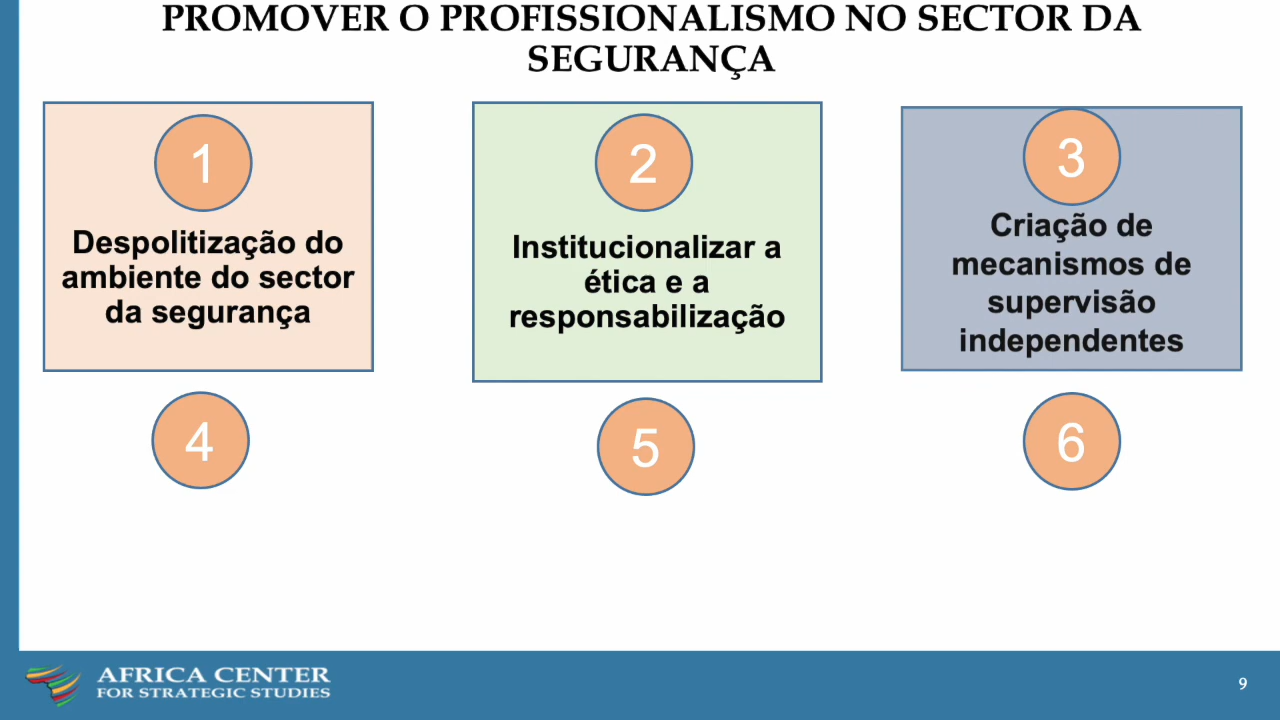 PROMOVER O PROFISSIONALISMO NO SECTOR DA
SEGURANÇA
1
Despolitização do
ambiente do sector
da segurança
2
Institucionalizar a
ética e a
responsabilização
3
Criação de
mecanismos de
supervisão
independentes
4
5
6
AFRICA CENTER
FOR STRATEGIC STUDIES
9